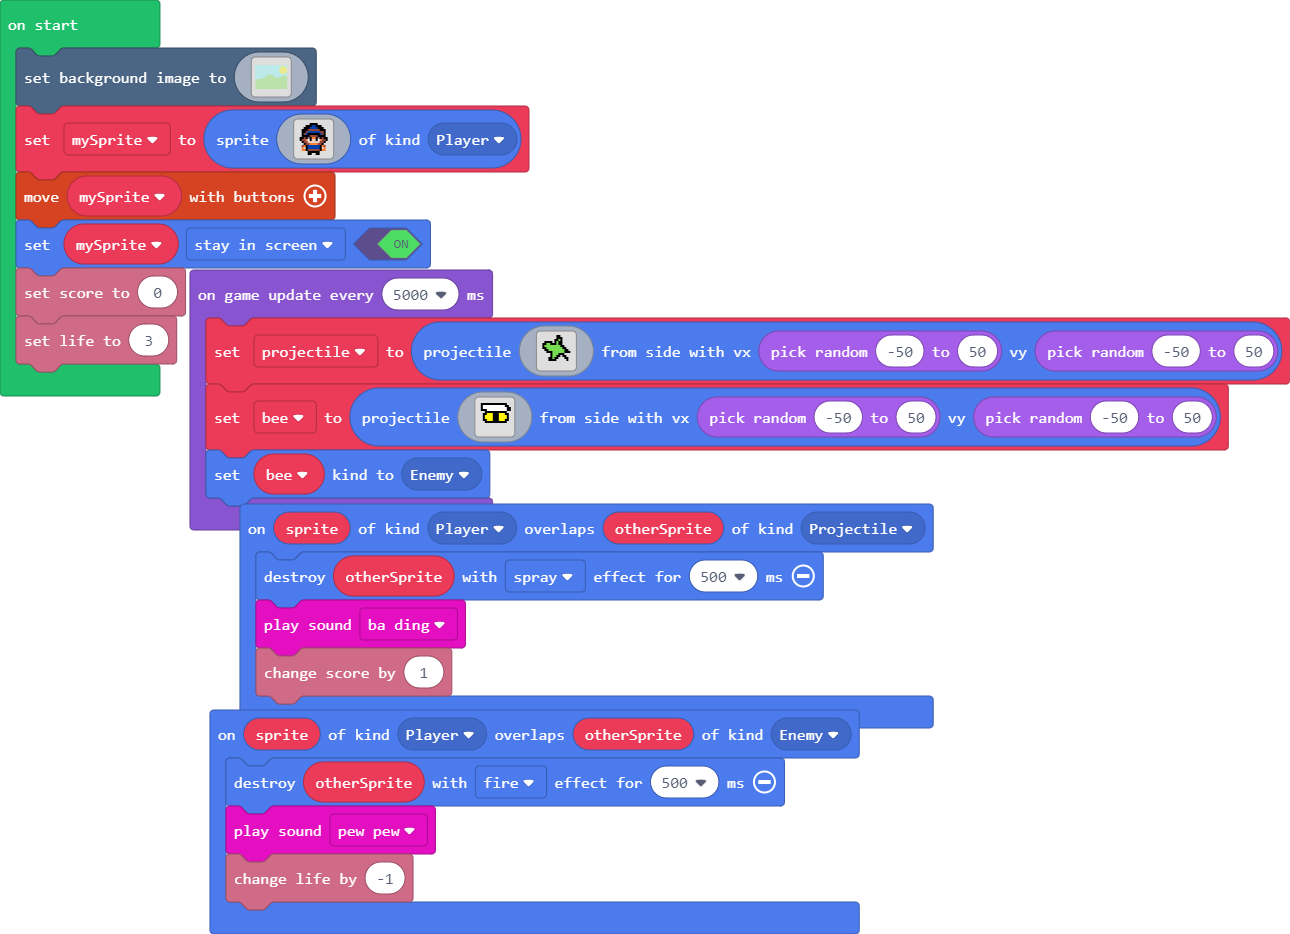 on start
set background image to
set mySprite to sprite of kind Player
move mySprite with buttons
set mySprite stay in screen ON
set score to 0
set life to 3
on game update every 5000 ms
set projectile to projectile from side with vx pick random -50 to 50 vy pick random -50 to 50
set bee to projectile from side with vx pick random -50 to 50 vy pick random -50 to 50
set bee kind to Enemy
on sprite of kind Player overlaps otherSprite of kind Projectile
destroy otherSprite with spray effect for 500 ms
play sound ba ding
change score by 1
on sprite of kind Player overlaps otherSprite of kind Enemy
destroy otherSprite with fire effect for 500 ms
play sound pew pew
change life by -1